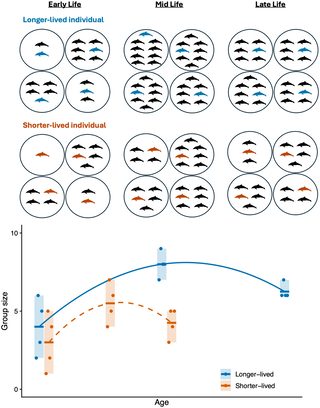 Early Life Mid Life Late Life
Longer-lived individual
Shorter-lived individual
10
5
0
Group size
Age
Longer–lived
Shorter–lived